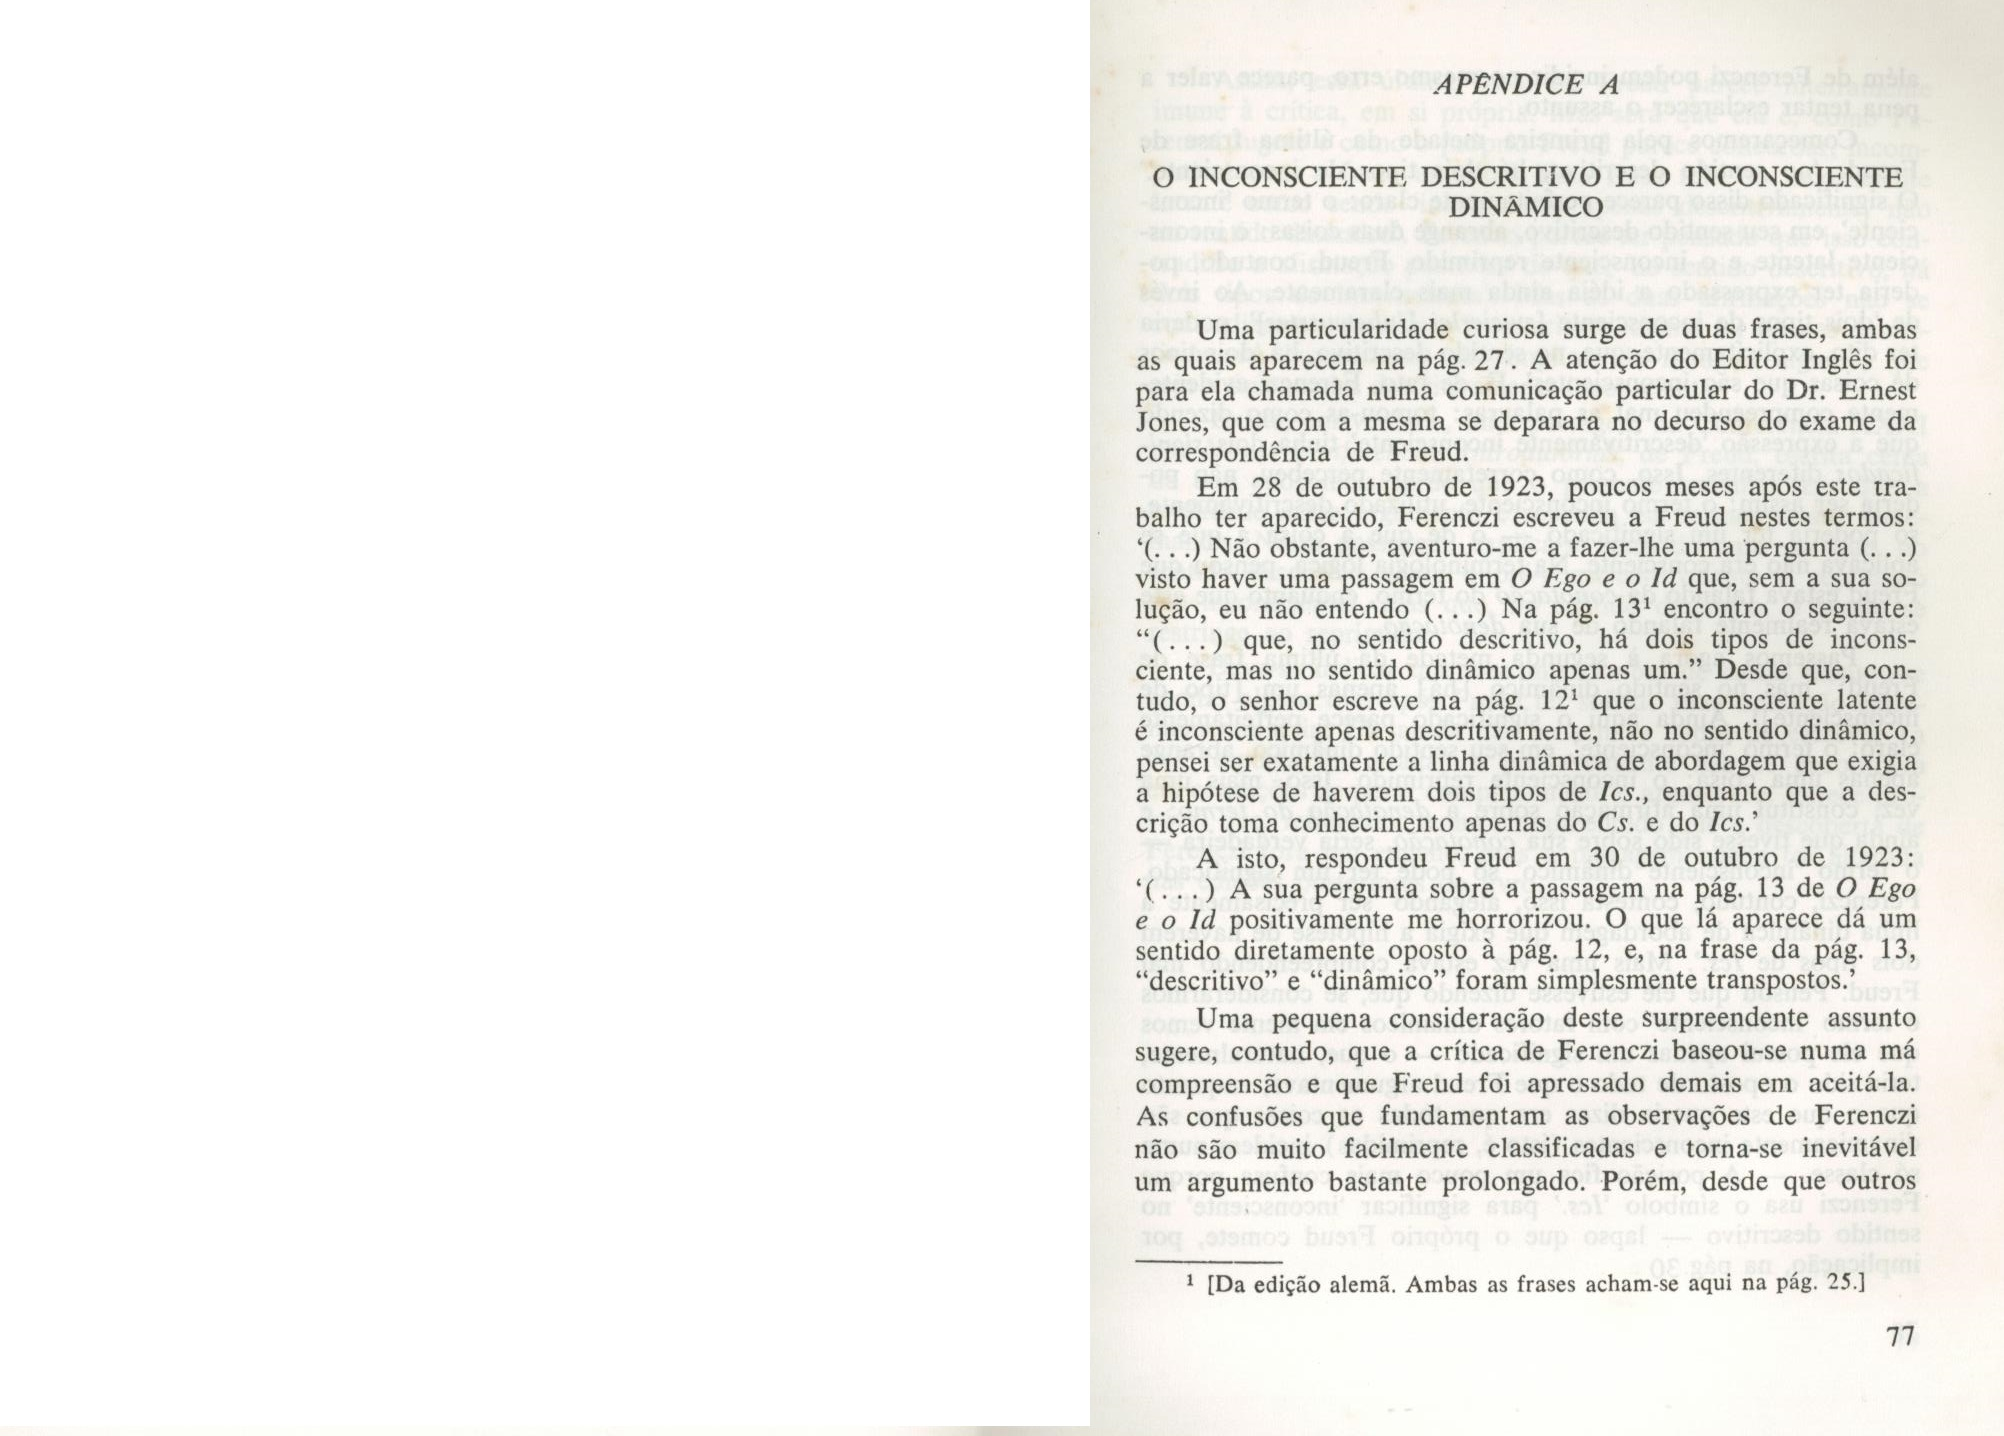 APÊNDICE A
O INCONSCIENTE DESCRITIVO E O INCONSCIENTE
DINÂMICO
Uma particularidade curiosa surge de duas frases, ambas
as quais aparecem na pág. 27. A atenção do Editor Inglês foi
para ela chamada numa comunicação particular do Dr. Ernest
Jones, que com a mesma se deparara no decurso do exame da
correspondência de Freud.
Em 28 de outubro de 1923, poucos meses após este tra-
balho ter aparecido, Ferenczi escreveu a Freud nestes termos:
‘(. . .) Não obstante, aventuro-me a fazer-lhe uma pergunta (. . .)
visto haver uma passagem em O Ego e o Id que, sem a sua so-
lução, eu não entendo (. . .) Na pág. 13¹ encontro o seguinte:
“(. . .) que, no sentido descritivo, há dois tipos de incons-
ciente, mas no sentido dinâmico apenas um.” Desde que, con-
tudo, o senhor escreve na pág. 12¹ que o inconsciente latente
é inconsciente apenas descritivamente, não no sentido dinâmico,
pensei ser exatamente a linha dinâmica de abordagem que exigia
a hipótese de haverem dois tipos de Ics., enquanto que a des-
crição toma conhecimento apenas do Cs. e do Ics.’
A isto, respondeu Freud em 30 de outubro de 1923:
‘(. . .) A sua pergunta sobre a passagem na pág. 13 de O Ego
e o Id positivamente me horrorizou. O que lá aparece dá um
sentido diretamente oposto à pág. 12, e, na frase da pág. 13,
“descritivo” e “dinâmico” foram simplesmente transpostos.’
Uma pequena consideração deste surpreendente assunto
sugere, contudo, que a crítica de Ferenczi baseou-se numa má
compreensão e que Freud foi apressado demais em aceitá-la.
As confusões que fundamentam as observações de Ferenczi
não são muito facilmente classificadas e torna-se inevitável
um argumento bastante prolongado. Porém, desde que outros
¹ [Da edição alemã. Ambas as frases acham-se aqui na pág. 25.]
77